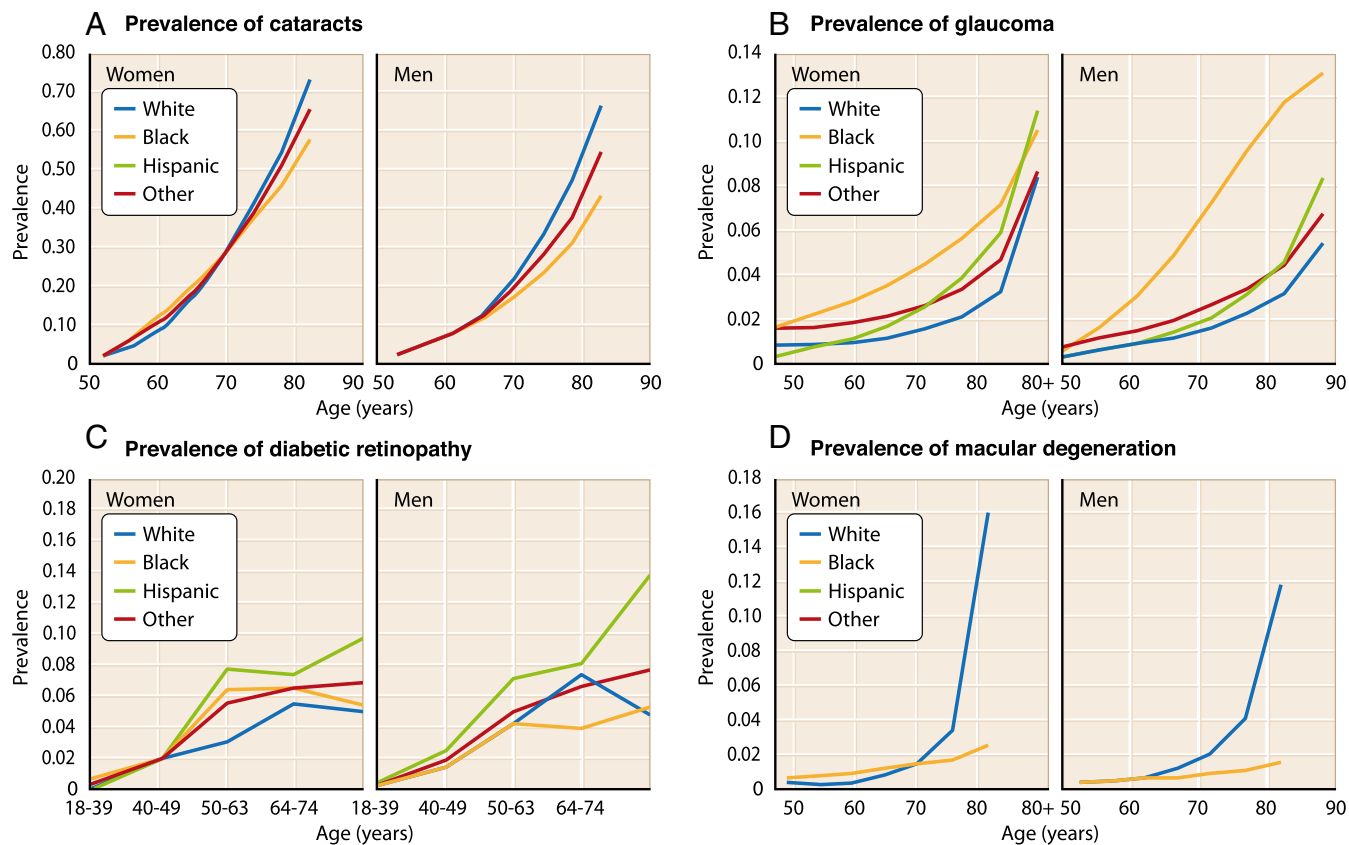 A Prevalence of cataracts
Prevalence
0.80
0.70
0.60
0.50
0.40
0.30
0.20
0.10
0
Women
White
Black
Hispanic
Other
Men
50 60 70 80 90 50 60 70 80 90
Age (years)
B Prevalence of glaucoma
Prevalence
0.14
0.12
0.10
0.08
0.06
0.04
0.02
0
Women
White
Black
Hispanic
Other
Men
50 60 70 80 80+ 50 60 70 80 90
Age (years)
C Prevalence of diabetic retinopathy
Prevalence
0.20
0.18
0.16
0.14
0.12
0.10
0.08
0.06
0.04
0.02
0
Women
White
Black
Hispanic
Other
Men
18-39 40-49 50-63 64-74 18-39 40-49 50-63 64-74
Age (years)
D Prevalence of macular degeneration
Prevalence
0.18
0.16
0.14
0.12
0.10
0.08
0.06
0.04
0.02
0
Women
White
Black
Hispanic
Other
Men
50 60 70 80 80+ 50 60 70 80 90
Age (years)